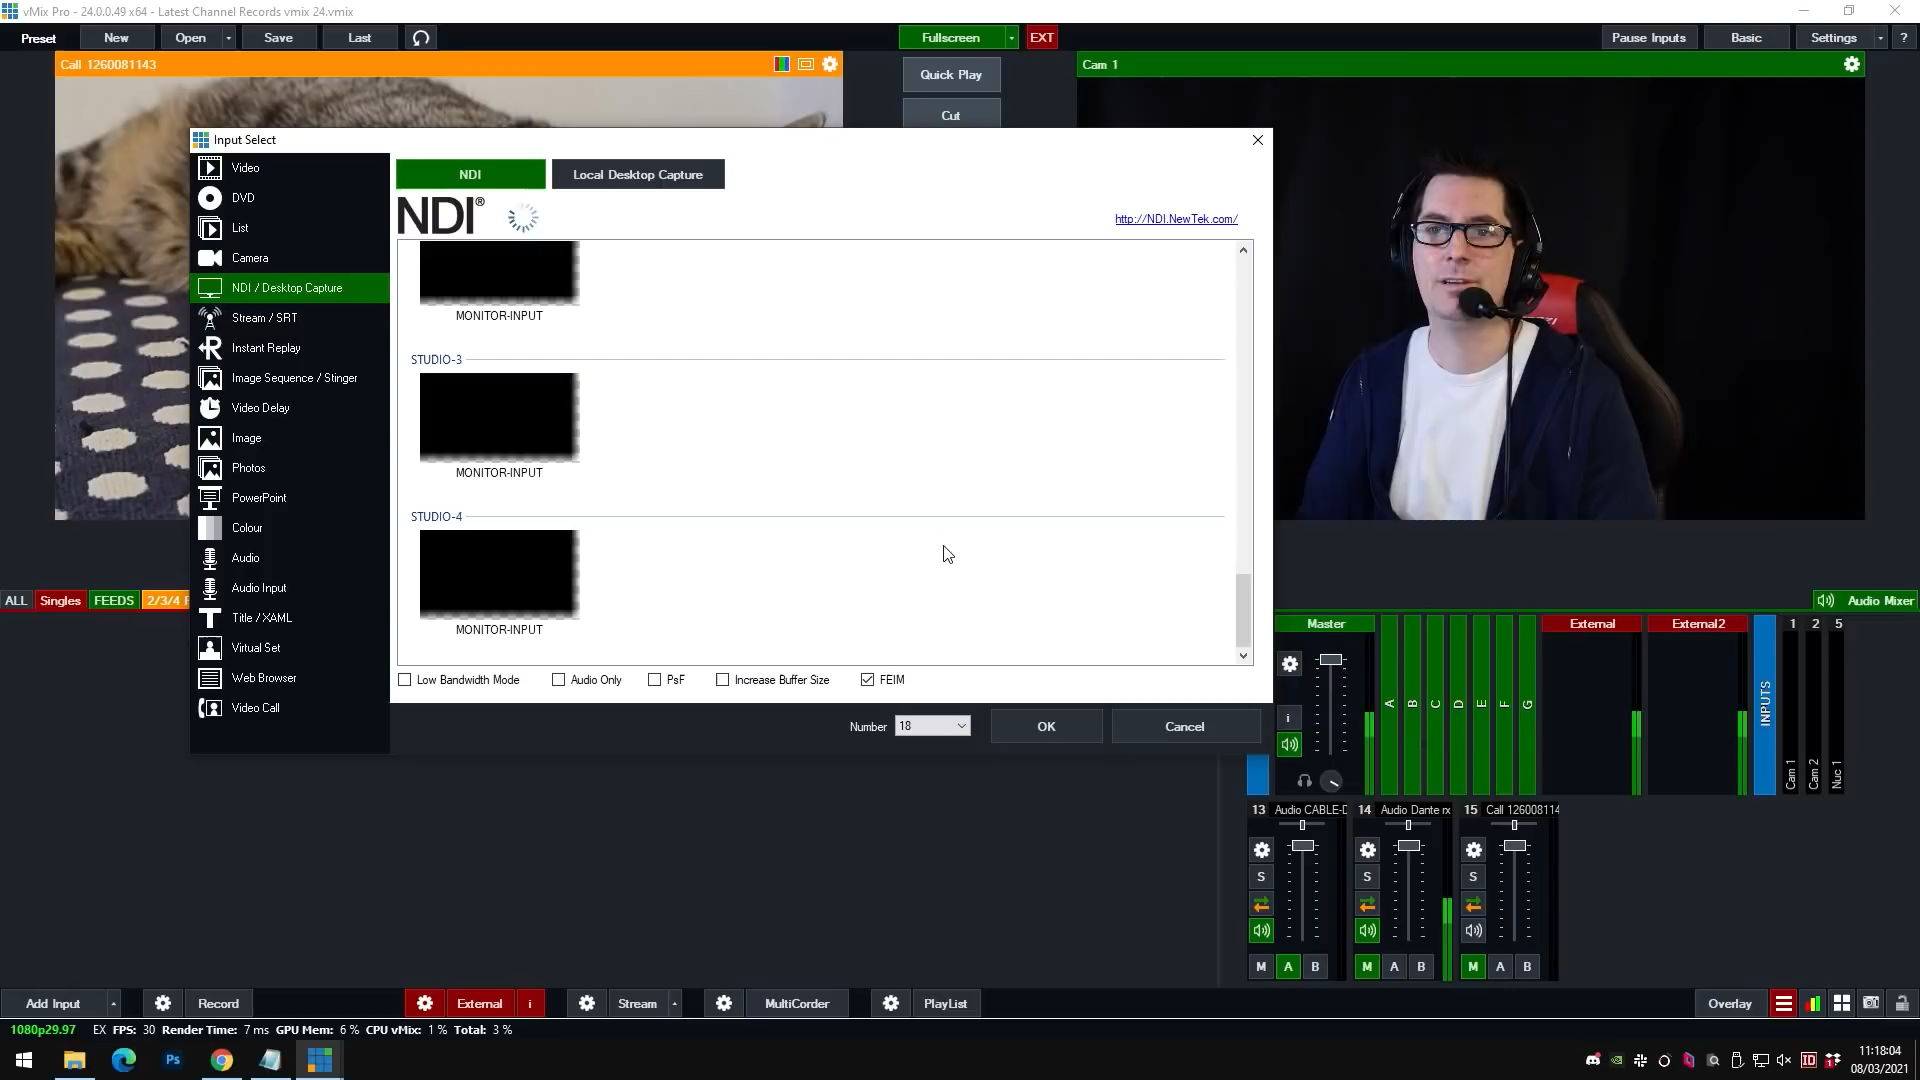 vMix Pro - 24.0.0.49 x64 - Latest Channel Records vmix 24.vmix
Preset New Open Save Last Fullscreen EXT Pause Inputs Basic Settings ?
Call 1260081143 Quick Play Cam 1
Cut
Input Select
Video
DVD
List
Camera
NDI / Desktop Capture
Stream / SRT
Instant Replay
Image Sequence / Stinger
Video Delay
Image
Photos
PowerPoint
Colour
Audio
Audio Input
Title / XAML
Virtual Set
Web Browser
Video Call
NDI Local Desktop Capture
NDI® http://NDI.NewTek.com/
MONITOR-INPUT
STUDIO-3
MONITOR-INPUT
STUDIO-4
MONITOR-INPUT
Low Bandwidth Mode Audio Only PsF Increase Buffer Size FEIM
Number 18 OK Cancel
ALL Singles FEEDS 2/3/4
Audio Mixer
Master External External2 1 2 5
A B C D E F G INPUTS Cam 1 Cam 2 Nuc 1
i
13 Audio CABLE-D 14 Audio Dante rx 15 Call 126008114
S S S
M A B M A B M A B
Add Input Record External i Stream MultiCorder PlayList Overlay
1080p29.97 EX FPS: 30 Render Time: 7 ms GPU Mem: 6 % CPU vMix: 1 % Total: 3 %
Ps
11:18:04
08/03/2021